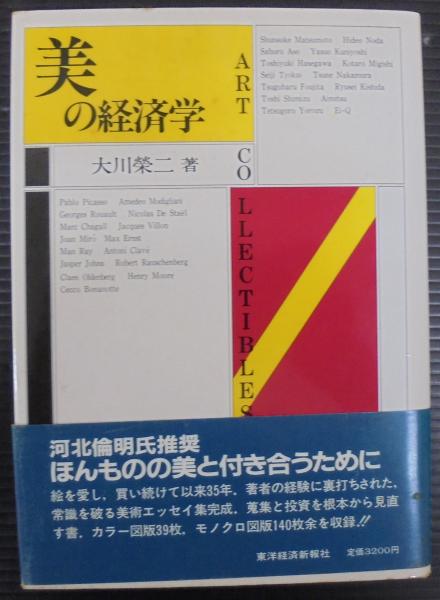 美
の経済学
大川榮二 著
ART COLLECTIBLES
Shunsuke Matsumoto Hideo Noda
Saburo Aso Yasuo Kuniyoshi
Toshiyuki Hasegawa Kotaro Migishi
Seiji Tyokai Tsune Nakamura
Tsuguharu Foujita Ryusei Kishida
Toshi Shimizu Aimitsu
Tetsugoro Yorozu Ei-Q
Pablo Picasso Amedeo Modigliani
Georges Rouault Nicolas De Staël
Marc Chagall Jacques Villon
Joan Miró Max Ernst
Man Ray Antoni Clavé
Jasper Johns Robert Rauschenberg
Claes Oldenberg Henry Moore
Cecco Bonanotte
河北倫明氏推奨
ほんものの美と付き合うために
絵を愛し,買い続けて以来35年,著者の経験に裏打ちされた,
常識を破る美術エッセイ集完成。蒐集と投資を根本から見直
す書,カラー図版39枚,モノクロ図版140枚余を収録!!
東洋経済新報社 定価3200円